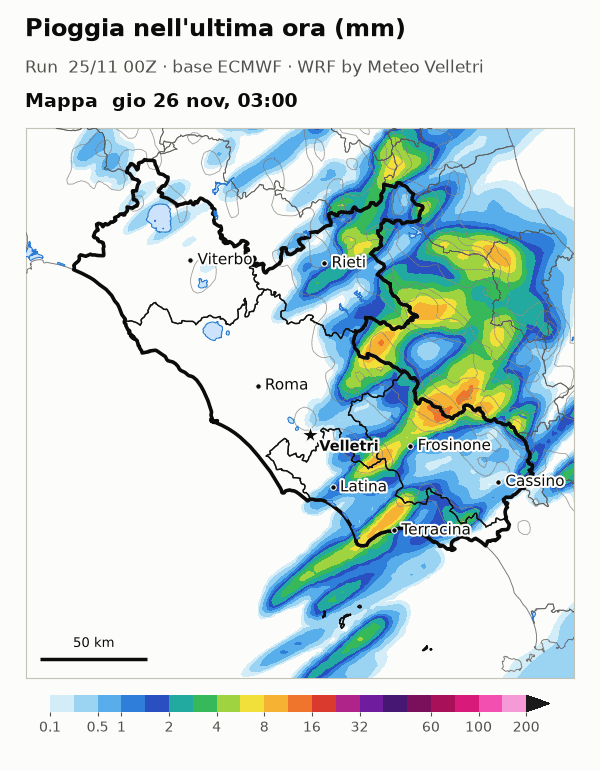 Pioggia nell'ultima ora (mm)
Run  25/11 00Z · base ECMWF · WRF by Meteo Velletri
Mappa  gio 26 nov, 03:00
Viterbo
Rieti
Roma
Velletri
Frosinone
Latina
Cassino
Terracina
50 km
0.1 0.5 1 2 4 8 16 32 60 100 200